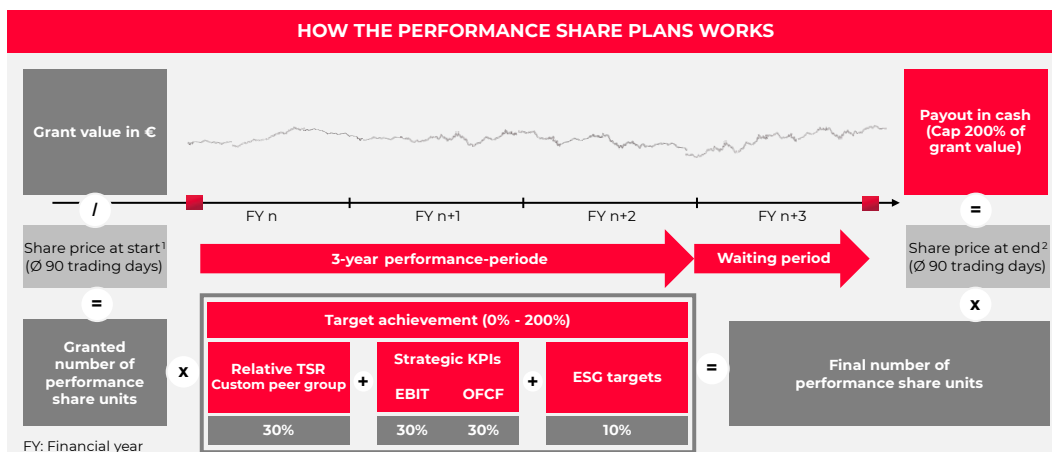 HOW THE PERFORMANCE SHARE PLANS WORKS
Grant value in €
Payout in cash
(Cap 200% of
grant value)
/
FY n
FY n+1
FY n+2
FY n+3
=
Share price at start¹
(Ø 90 trading days)
3-year performance-periode
Waiting period
Share price at end²
(Ø 90 trading days)
=
x
Granted
number of
performance
share units
x
Target achievement (0% - 200%)
Relative TSR
Custom peer group
+
Strategic KPIs
EBIT OFCF
+
ESG targets
30%
30% 30%
10%
=
Final number of
performance share units
FY: Financial year